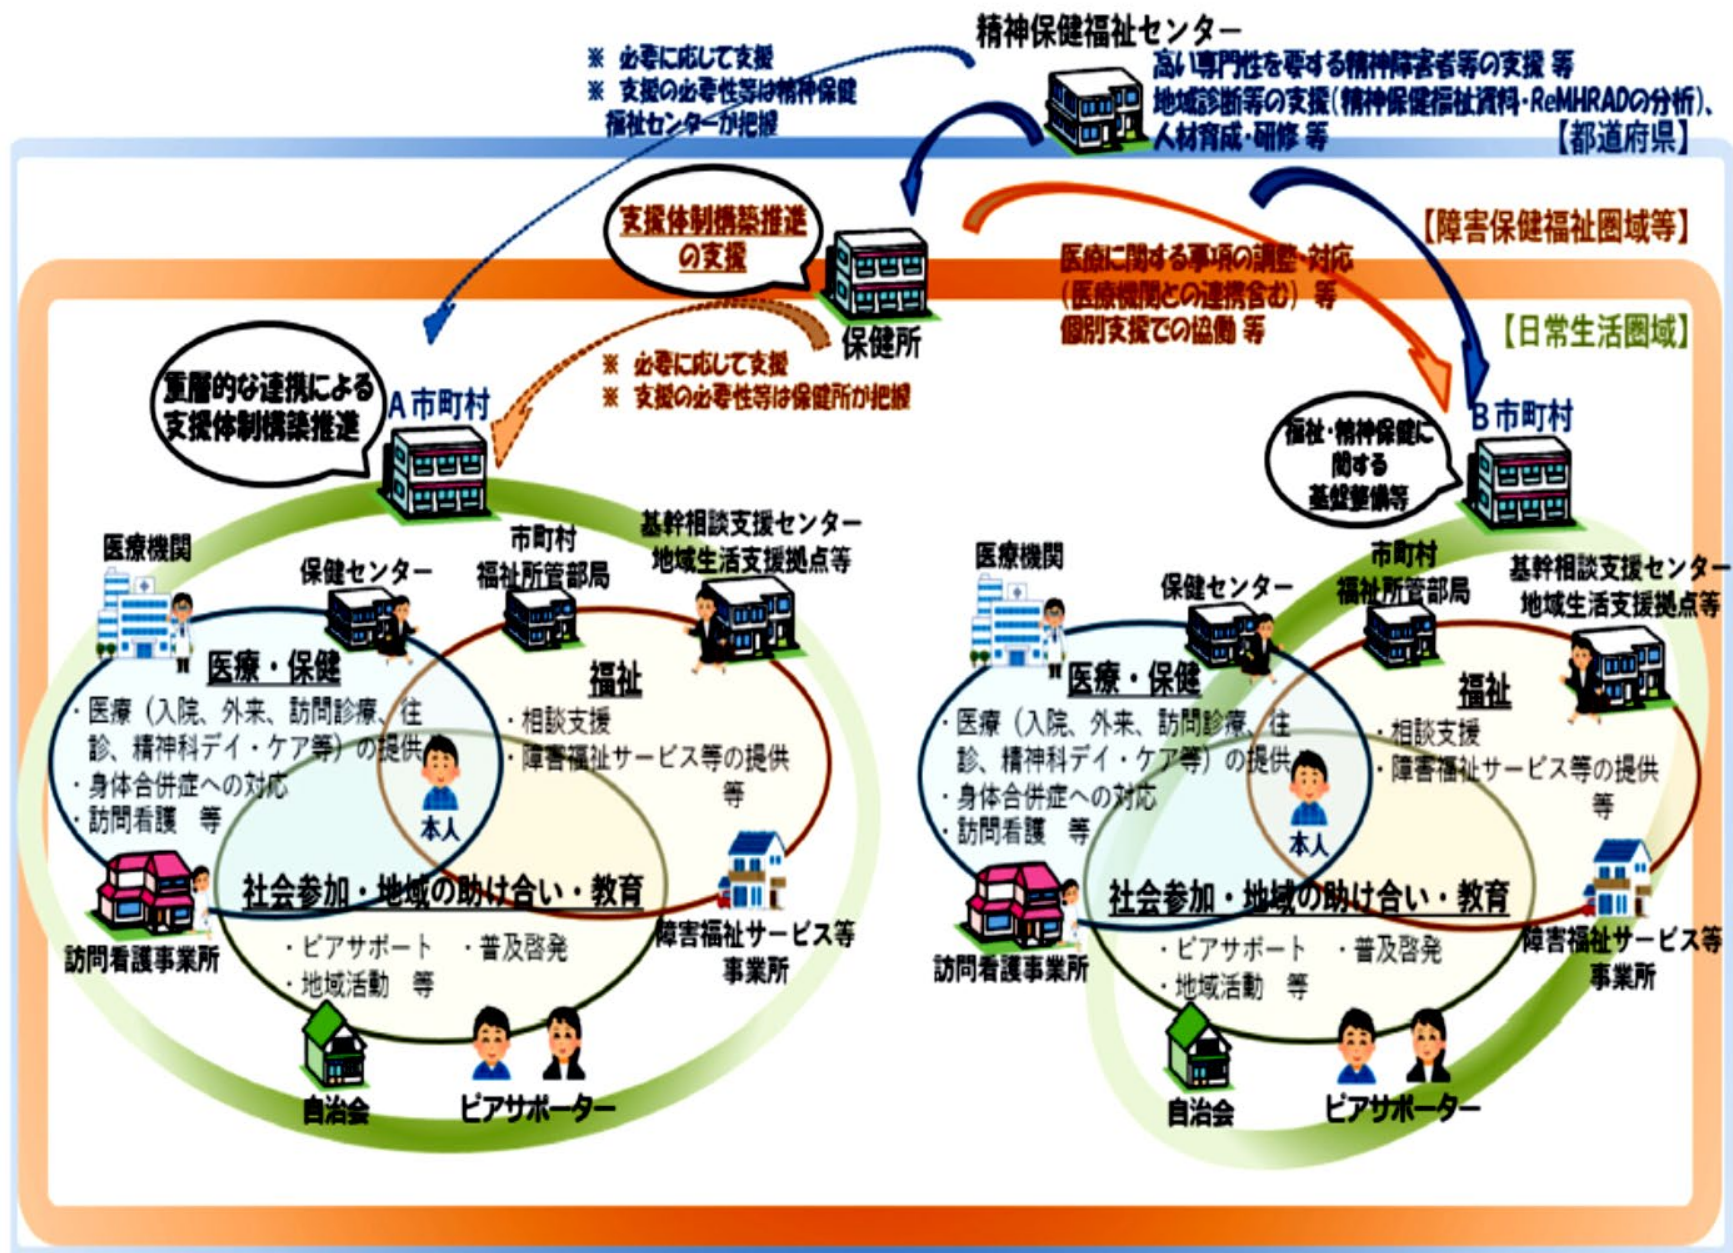 精神保健福祉センター
高い専門性を要する精神障害者等の支援 等
地域診断等の支援(精神保健福祉資料・ReMHRADの分析)、
人材育成・研修 等
【都道府県】
※ 必要に応じて支援
※ 支援の必要性等は精神保健
福祉センターが把握
【障害保健福祉圏域等】
支援体制構築推進
の支援
保健所
医療に関する事項の調整・対応
(医療機関との連携含む) 等
個別支援での協働 等
【日常生活圏域】
※ 必要に応じて支援
※ 支援の必要性等は保健所が把握
重層的な連携による
支援体制構築推進
A市町村
医療機関
保健センター
市町村
福祉所管部局
基幹相談支援センター
地域生活支援拠点等
医療・保健
・医療(入院、外来、訪問診療、往
診、精神科デイ・ケア等)の提供
・身体合併症への対応
・訪問看護 等
福祉
・相談支援
・障害福祉サービス等の提供
等
本人
社会参加・地域の助け合い・教育
・ピアサポート ・普及啓発
・地域活動 等
訪問看護事業所
障害福祉サービス等
事業所
自治会
ピアサポーター
福祉・精神保健に
関する
基盤整備等
B市町村
医療機関
保健センター
市町村
福祉所管部局
基幹相談支援センター
地域生活支援拠点等
医療・保健
・医療(入院、外来、訪問診療、往
診、精神科デイ・ケア等)の提供
・身体合併症への対応
・訪問看護 等
福祉
・相談支援
・障害福祉サービス等の提供
等
本人
社会参加・地域の助け合い・教育
・ピアサポート ・普及啓発
・地域活動 等
訪問看護事業所
障害福祉サービス等
事業所
自治会
ピアサポーター